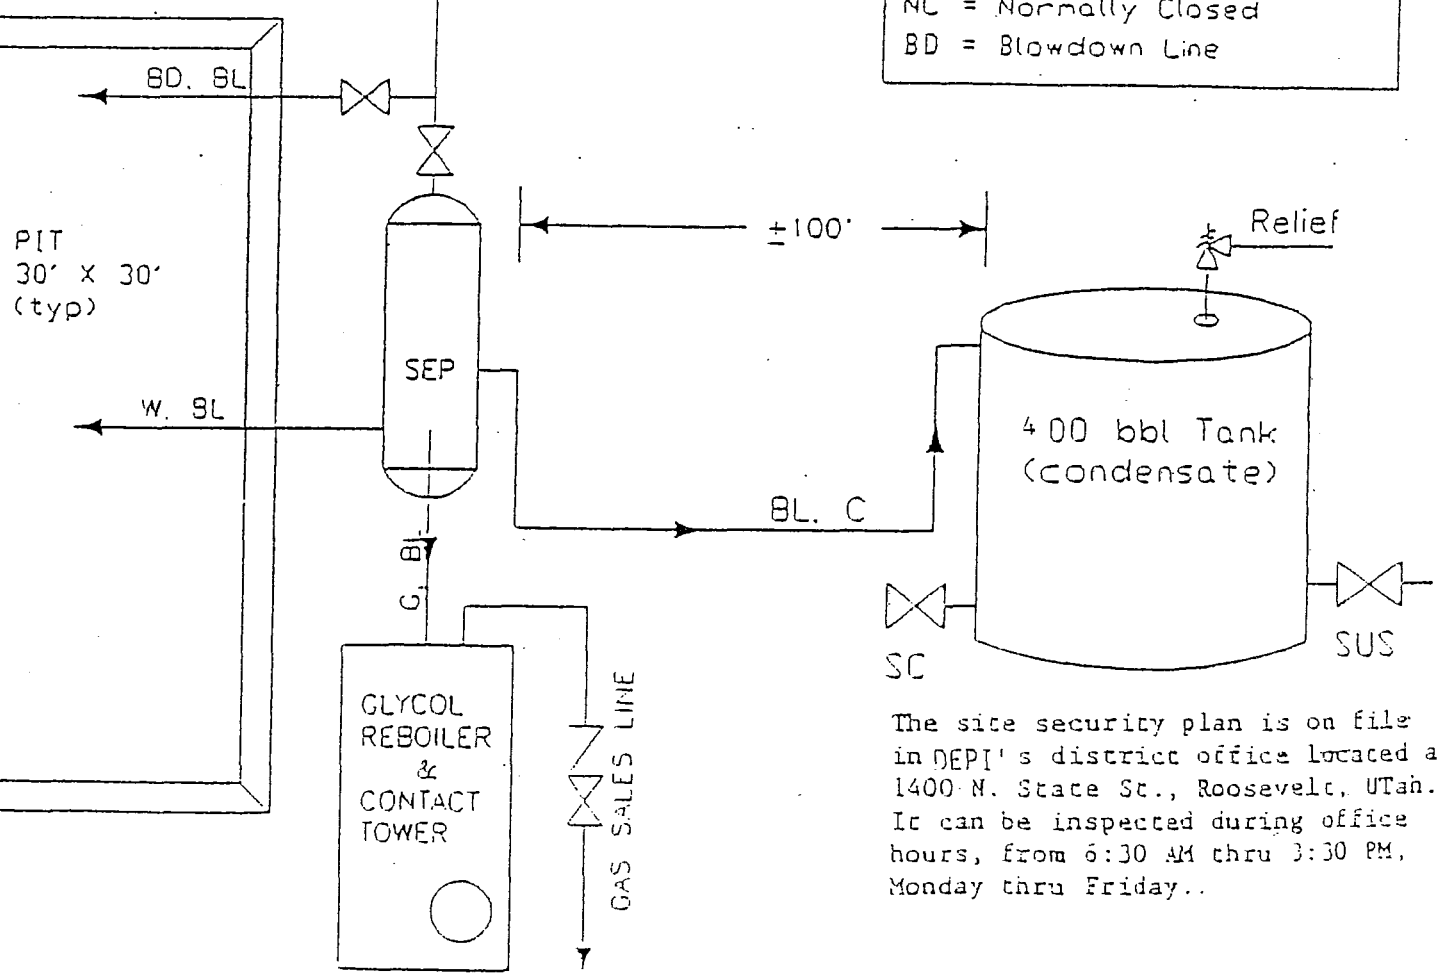 NC = Normally Closed
BD = Blowdown Line
BD. BL
±100'
Relief
PIT
30' X 30'
(typ)
SEP
W. BL
400 bbl Tank
(condensate)
BL. C
G. BL.
SC
SUS
GLYCOL
REBOILER
&
CONTACT
TOWER
GAS SALES LINE
The site security plan is on file
in DEPI's district office located a
1400 N. State St., Roosevelt, UTah.
It can be inspected during office
hours, from 6:30 AM thru 3:30 PM,
Monday thru Friday..